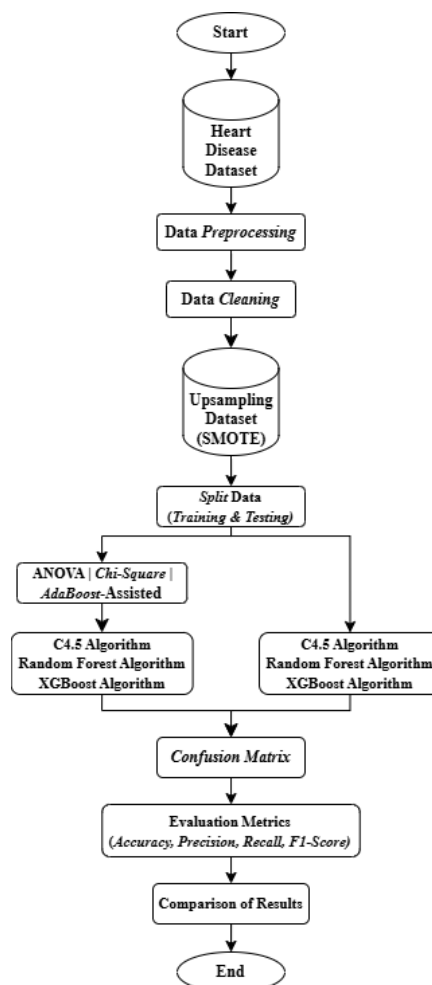 Start
Heart
Disease
Dataset
Data Preprocessing
Data Cleaning
Upsampling
Dataset
(SMOTE)
Split Data
(Training & Testing)
ANOVA | Chi-Square |
AdaBoost-Assisted
C4.5 Algorithm
Random Forest Algorithm
XGBoost Algorithm
C4.5 Algorithm
Random Forest Algorithm
XGBoost Algorithm
Confusion Matrix
Evaluation Metrics
(Accuracy, Precision, Recall, F1-Score)
Comparison of Results
End